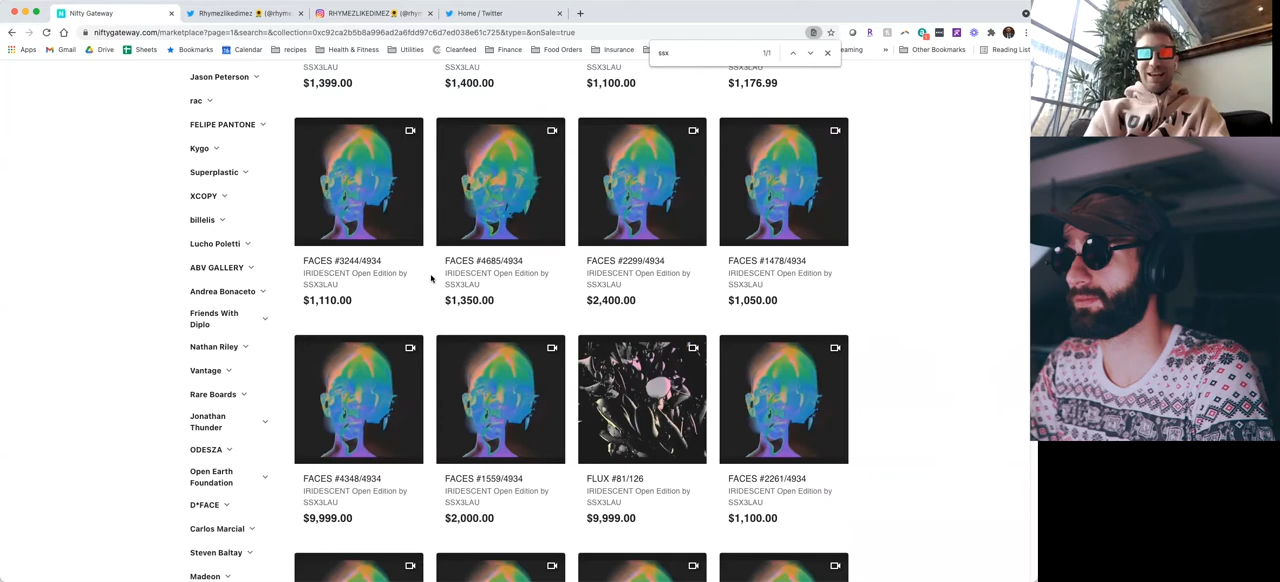 Nifty Gateway
Rhymezlikedimez
RHYMEZLIKEDIMEZ
Home / Twitter
niftygateway.com/marketplace?page=1&search=&collection=0xc92ca2b5b8a996ad2a6fdd97c6d7ed038e61c725&type=&onSale=true
Apps Gmail Drive Sheets Bookmarks Calendar recipes Health & Fitness Utilities Cleanfeed Finance Food Orders Insurance eaming » Other Bookmarks Reading List
ssx 1/1
SSX3LAU SSX3LAU SSX3LAU SSX3LAU
$1,399.00 $1,400.00 $1,100.00 $1,176.99
Jason Peterson
rac
FELIPE PANTONE
Kygo
Superplastic
XCOPY
billelis
Lucho Poletti
ABV GALLERY
Andrea Bonaceto
Friends With
Diplo
Nathan Riley
Vantage
Rare Boards
Jonathan
Thunder
ODESZA
Open Earth
Foundation
D*FACE
Carlos Marcial
Steven Baltay
Madeon
FACES #3244/4934
IRIDESCENT Open Edition by
SSX3LAU
$1,110.00
FACES #4685/4934
IRIDESCENT Open Edition by
SSX3LAU
$1,350.00
FACES #2299/4934
IRIDESCENT Open Edition by
SSX3LAU
$2,400.00
FACES #1478/4934
IRIDESCENT Open Edition by
SSX3LAU
$1,050.00
FACES #4348/4934
IRIDESCENT Open Edition by
SSX3LAU
$9,999.00
FACES #1559/4934
IRIDESCENT Open Edition by
SSX3LAU
$2,000.00
FLUX #81/126
IRIDESCENT Open Edition by
SSX3LAU
$9,999.00
FACES #2261/4934
IRIDESCENT Open Edition by
SSX3LAU
$1,100.00